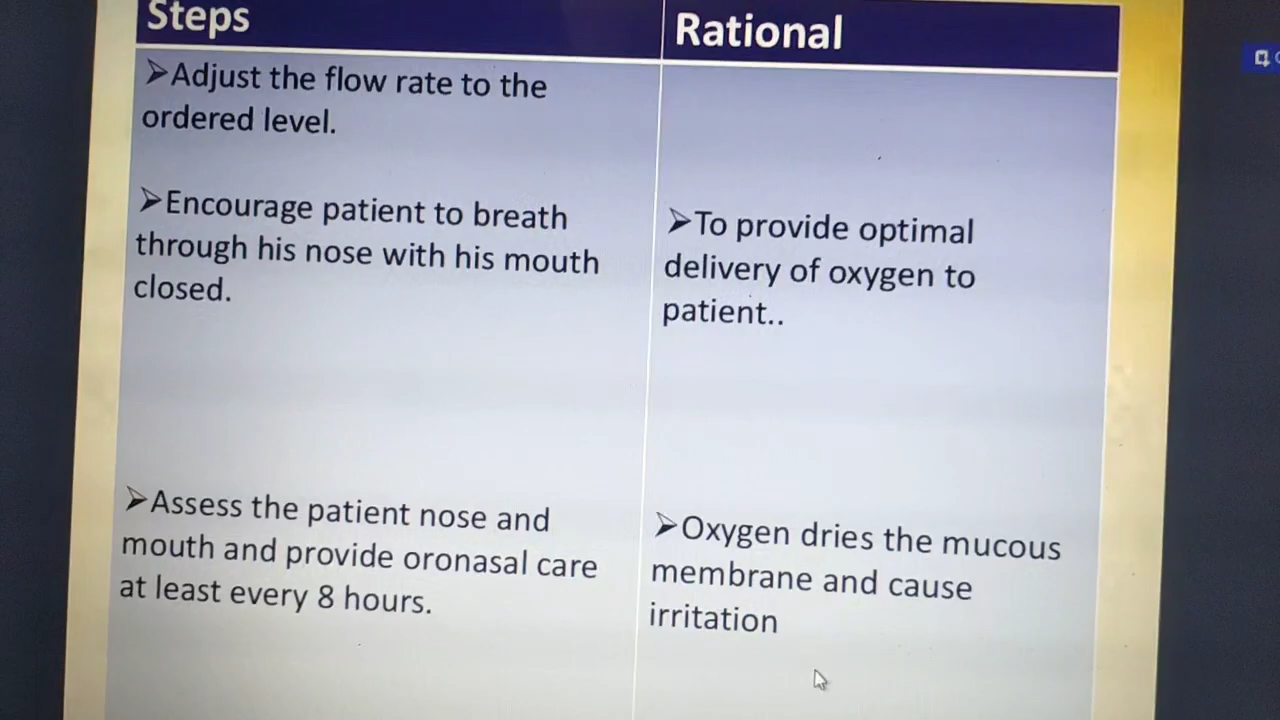 Steps
Rational
➢Adjust the flow rate to the
ordered level.
➢Encourage patient to breath
through his nose with his mouth
closed.
➢To provide optimal
delivery of oxygen to
patient..
➢Assess the patient nose and
mouth and provide oronasal care
at least every 8 hours.
➢Oxygen dries the mucous
membrane and cause
irritation